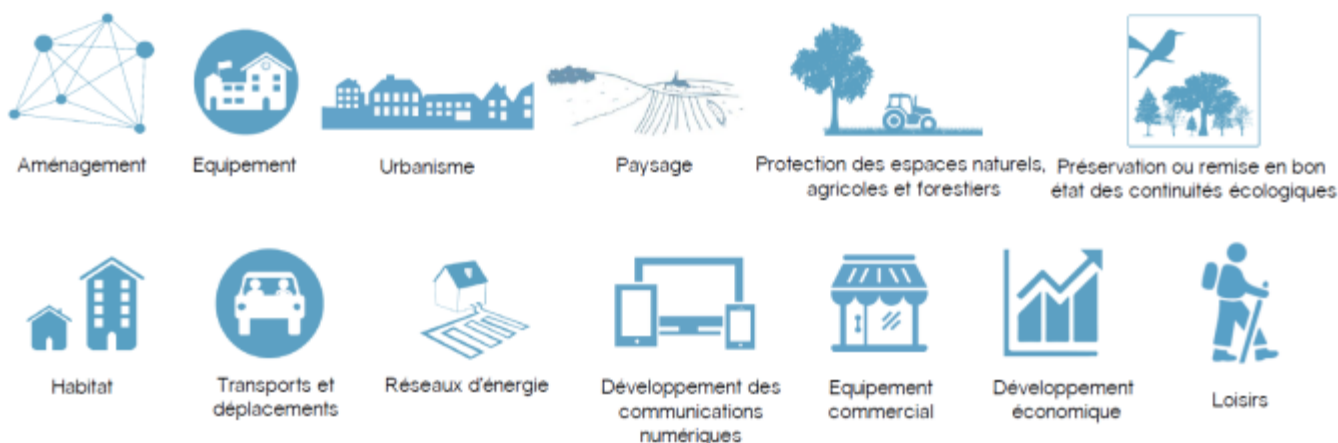 Aménagement
Equipement
Urbanisme
Paysage
Protection des espaces naturels,
agricoles et forestiers
Préservation ou remise en bon
état des continuités écologiques
Habitat
Transports et
déplacements
Réseaux d'énergie
Développement des
communications
numériques
Equipement
commercial
Développement
économique
Loisirs